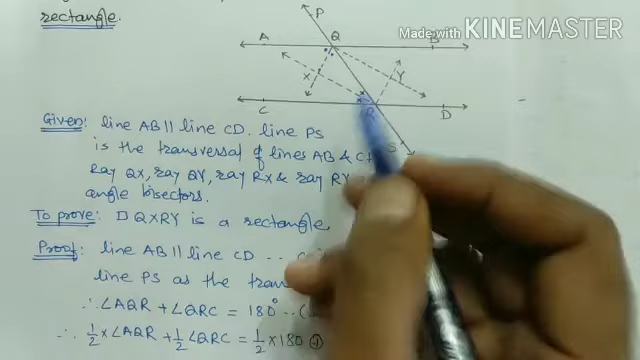 rectangle.
Made with KINEMASTER
P
A Q B
X Y
C R D
S
Given: line AB || line CD. line PS
is the transversal of lines AB &
Ray QX, ray QY, ray RX & ray RY
angle bisectors.
To prove: □ QXRY is a rectangle
Proof: line AB || line CD ..
line PS as the
∴ ∠AQR + ∠QRC = 180° ..
∴ ½ × ∠AQR + ½ ∠QRC = ½ × 180